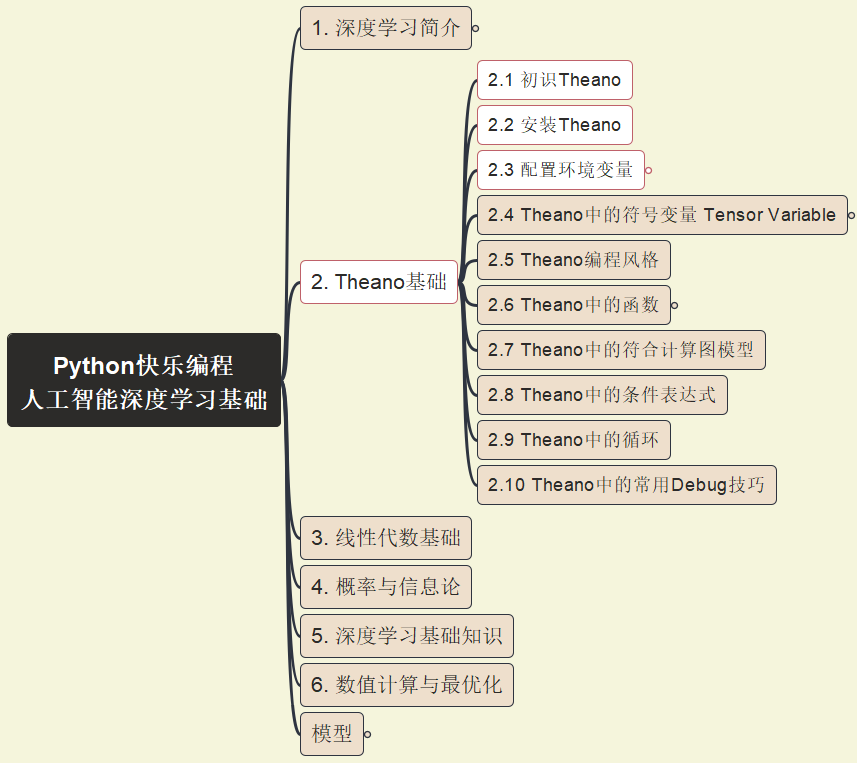 1. 深度学习简介
2.1 初识Theano
2.2 安装Theano
2.3 配置环境变量
2.4 Theano中的符号变量 Tensor Variable
2.5 Theano编程风格
2. Theano基础
2.6 Theano中的函数
2.7 Theano中的符合计算图模型
Python快乐编程
人工智能深度学习基础
2.8 Theano中的条件表达式
2.9 Theano中的循环
2.10 Theano中的常用Debug技巧
3. 线性代数基础
4. 概率与信息论
5. 深度学习基础知识
6. 数值计算与最优化
模型